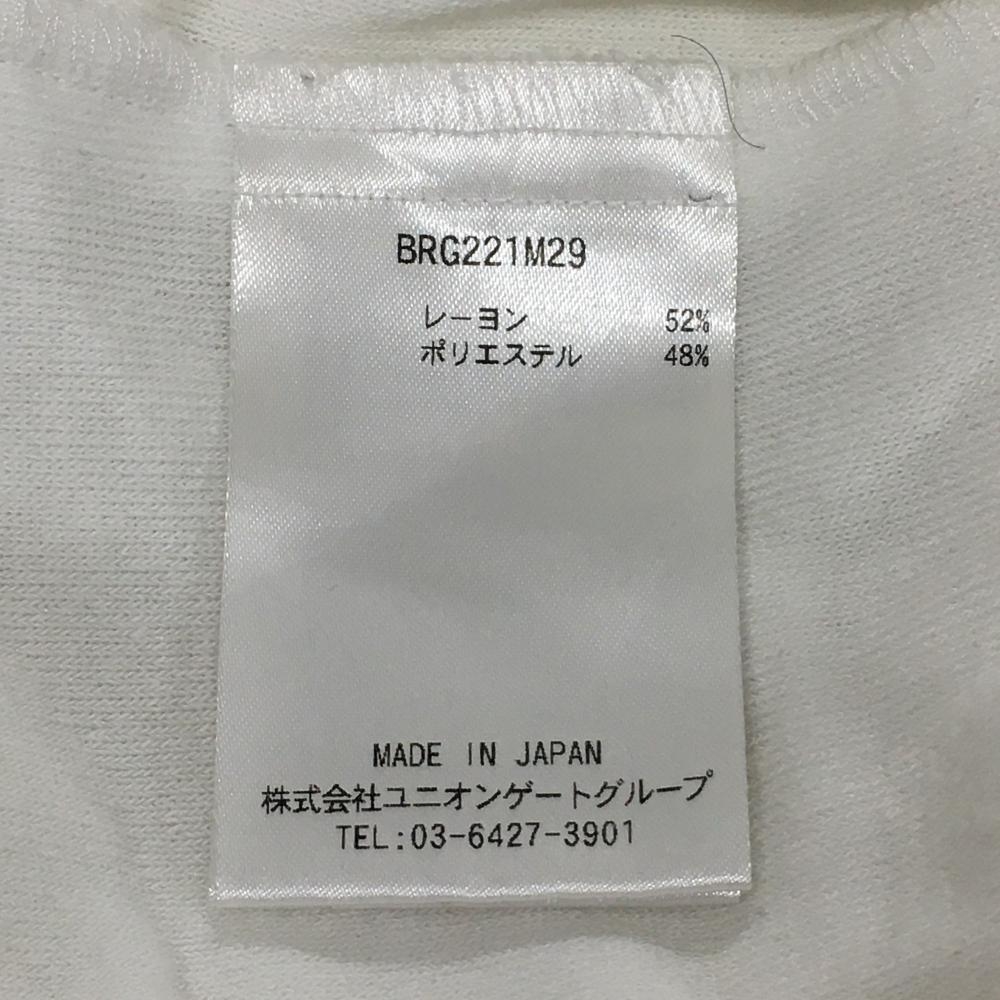 BRG221M29
レーヨン 52%
ポリエステル 48%
MADE IN JAPAN
株式会社ユニオンゲートグループ
TEL:03-6427-3901